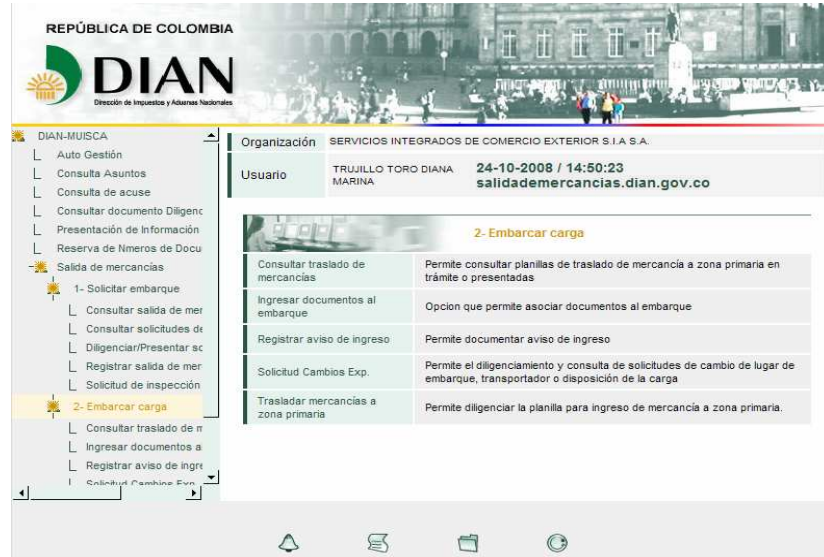 REPÚBLICA DE COLOMBIA
DIAN
Dirección de Impuestos y Aduanas Nacionales
DIAN-MUISCA
Auto Gestión
Consulta Asuntos
Consulta de acuse
Consultar documento Diligenc
Presentación de Información
Reserva de Nmeros de Docu
Salida de mercancías
1- Solicitar embarque
Consultar salida de mer
Consultar solicitudes de
Diligenciar/Presentar so
Registrar salida de mer
Solicitud de inspección
2- Embarcar carga
Consultar traslado de m
Ingresar documentos a
Registrar aviso de ingre
Solicitud Cambios Exp.
Organización SERVICIOS INTEGRADOS DE COMERCIO EXTERIOR S.I.A S.A.
Usuario
TRUJILLO TORO DIANA
MARINA
24-10-2008 / 14:50:23
salidademercancias.dian.gov.co
2- Embarcar carga
Consultar traslado de
mercancías
Permite consultar planillas de traslado de mercancía a zona primaria en
trámite o presentadas
Ingresar documentos al
embarque
Opcion que permite asociar documentos al embarque
Registrar aviso de ingreso
Permite documentar aviso de ingreso
Solicitud Cambios Exp.
Permite el diligenciamiento y consulta de solicitudes de cambio de lugar de
embarque, transportador o disposición de la carga
Trasladar mercancías a
zona primaria
Permite diligenciar la planilla para ingreso de mercancía a zona primaria.